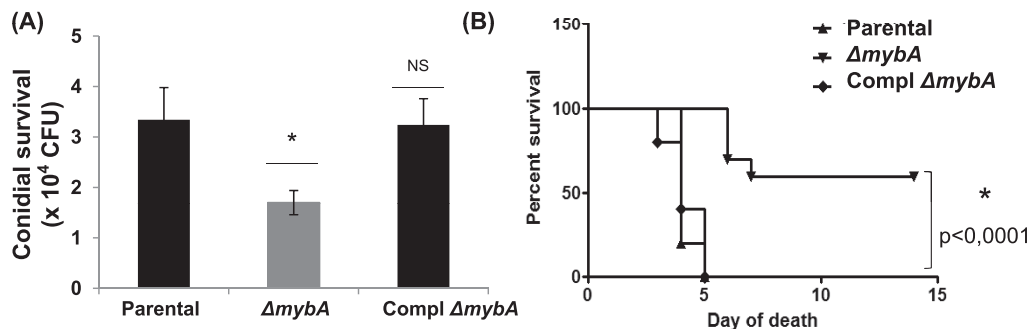 (A)
Conidial survival
(x 10⁴ CFU)
5
4
3
2
1
0
*
NS
Parental
ΔmybA
Compl ΔmybA
(B)
Percent survival
150
100
50
0
0
5
10
15
Day of death
Parental
ΔmybA
Compl ΔmybA
*
p<0,0001